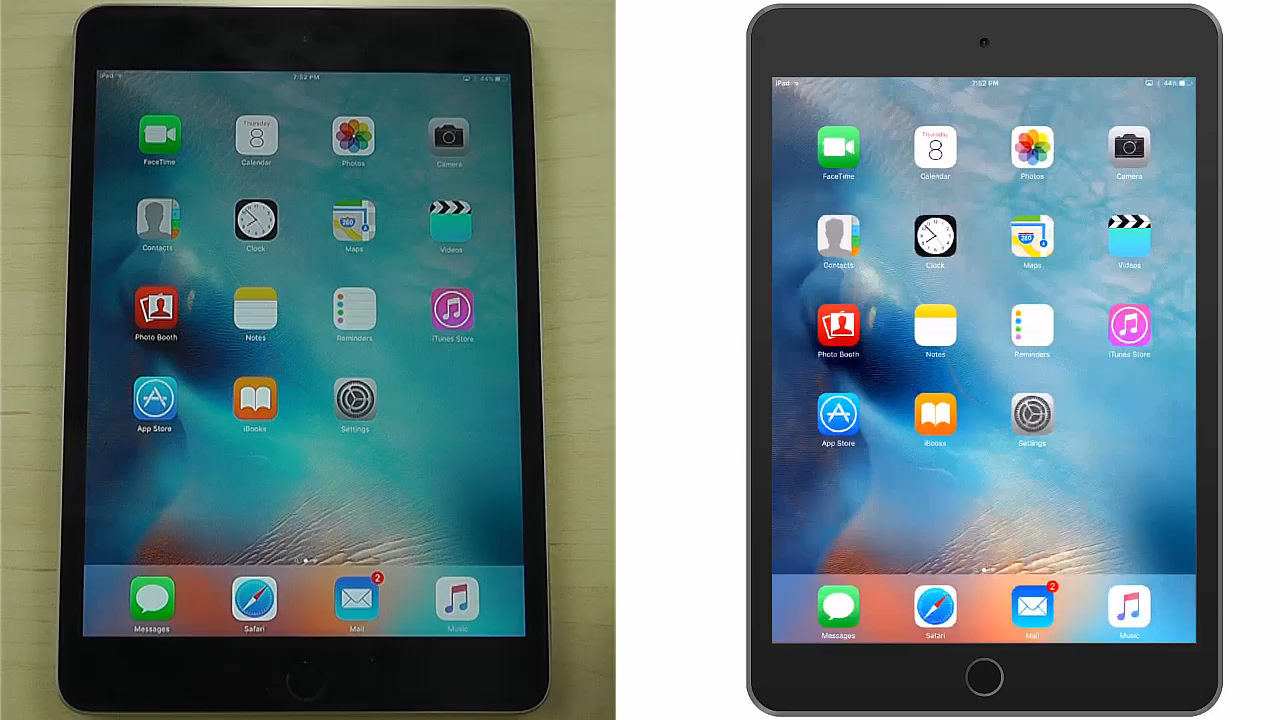 iPad 7:52 PM 44%
Thursday
8
FaceTime Calendar Photos Camera
280
Contacts Clock Maps Videos
Photo Booth Notes Reminders iTunes Store
App Store iBooks Settings
2
Messages Safari Mail Music
iPad 7:52 PM 44%
Thursday
8
FaceTime Calendar Photos Camera
280
Contacts Clock Maps Videos
Photo Booth Notes Reminders iTunes Store
App Store iBooks Settings
2
Messages Safari Mail Music